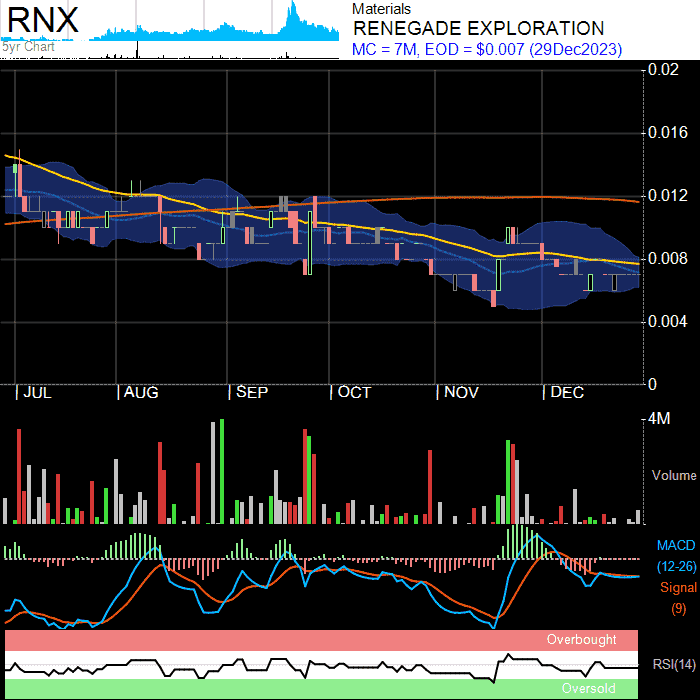 RNX
5yr Chart
Materials
RENEGADE EXPLORATION
MC = 7M, EOD = $0.007 (29Dec2023)
0.02
0.016
0.012
0.008
0.004
0
JUL AUG SEP OCT NOV DEC
4M
Volume
MACD
(12-26)
Signal
(9)
Overbought
RSI(14)
Oversold